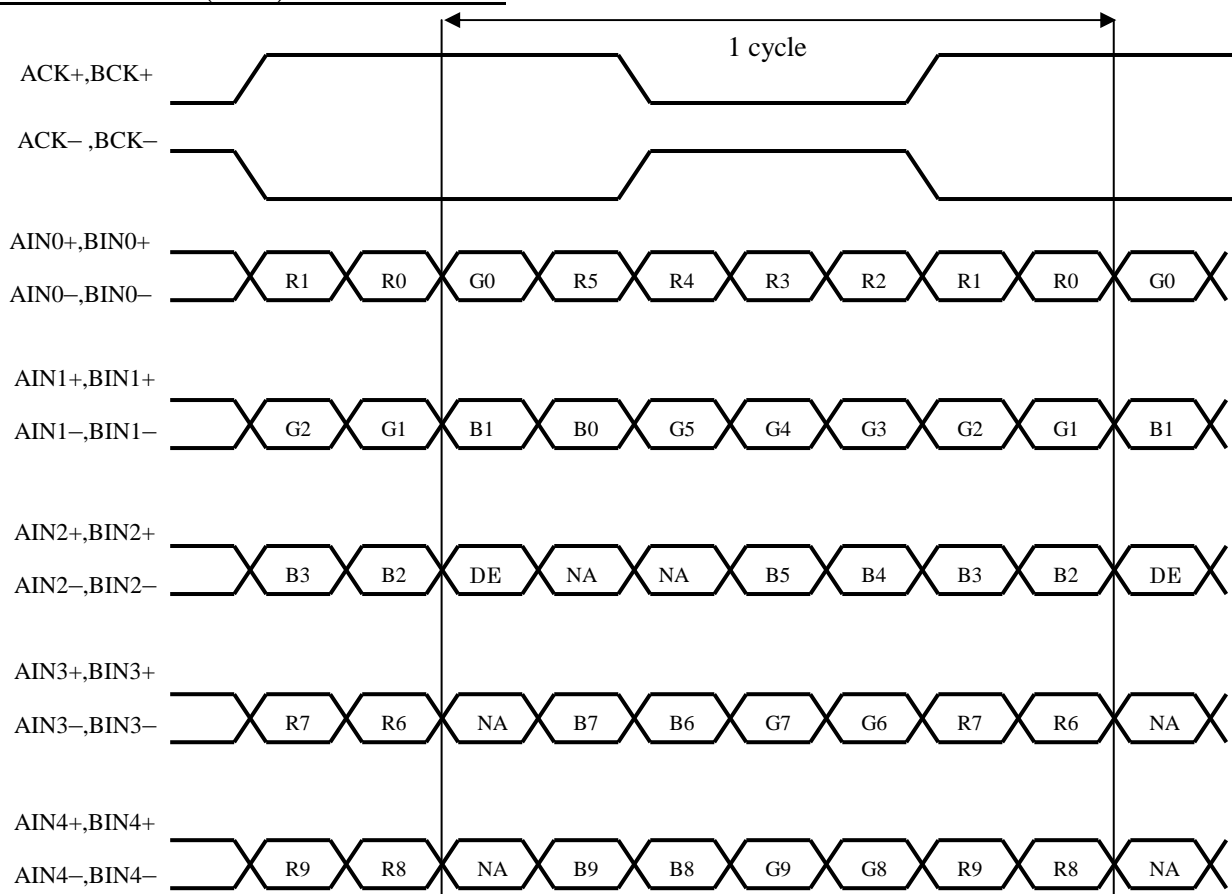 1 cycle
ACK+,BCK+
ACK– ,BCK–
AIN0+,BIN0+
R1 R0 G0 R5 R4 R3 R2 R1 R0 G0
AIN0–,BIN0–
AIN1+,BIN1+
G2 G1 B1 B0 G5 G4 G3 G2 G1 B1
AIN1–,BIN1–
AIN2+,BIN2+
B3 B2 DE NA NA B5 B4 B3 B2 DE
AIN2–,BIN2–
AIN3+,BIN3+
R7 R6 NA B7 B6 G7 G6 R7 R6 NA
AIN3–,BIN3–
AIN4+,BIN4+
R9 R8 NA B9 B8 G9 G8 R9 R8 NA
AIN4–,BIN4–